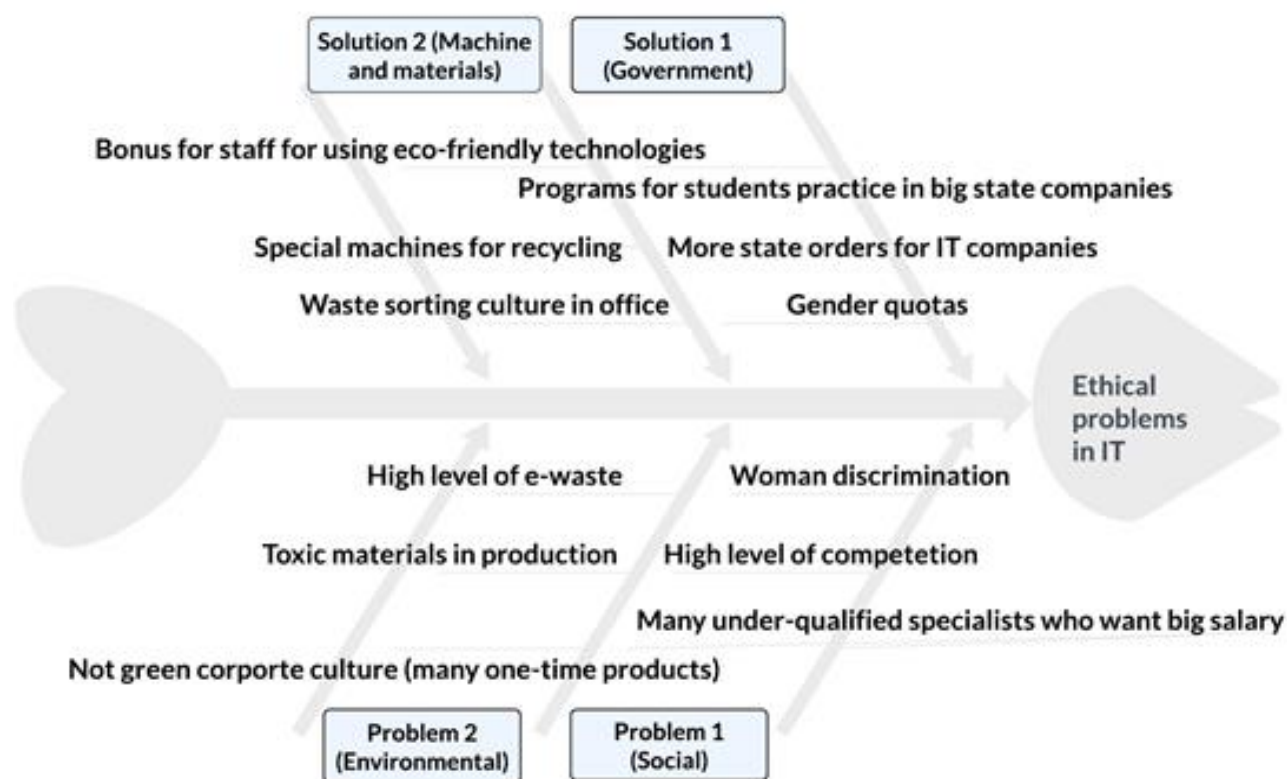 Solution 2 (Machine
and materials)
Solution 1
(Government)
Bonus for staff for using eco-friendly technologies
Programs for students practice in big state companies
Special machines for recycling
More state orders for IT companies
Waste sorting culture in office
Gender quotas
Ethical
problems
in IT
High level of e-waste
Woman discrimination
Toxic materials in production
High level of competetion
Many under-qualified specialists who want big salary
Not green corporte culture (many one-time products)
Problem 2
(Environmental)
Problem 1
(Social)